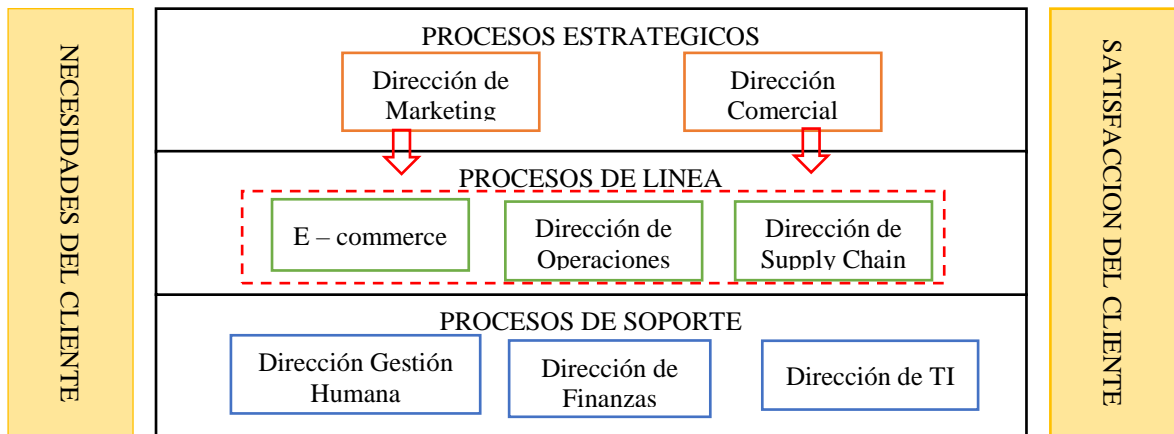 NECESIDADES DEL CLIENTE
PROCESOS ESTRATEGICOS
Dirección de
Marketing
Dirección
Comercial
PROCESOS DE LINEA
E – commerce
Dirección de
Operaciones
Dirección de
Supply Chain
PROCESOS DE SOPORTE
Dirección Gestión
Humana
Dirección de
Finanzas
Dirección de TI
SATISFACCION DEL CLIENTE